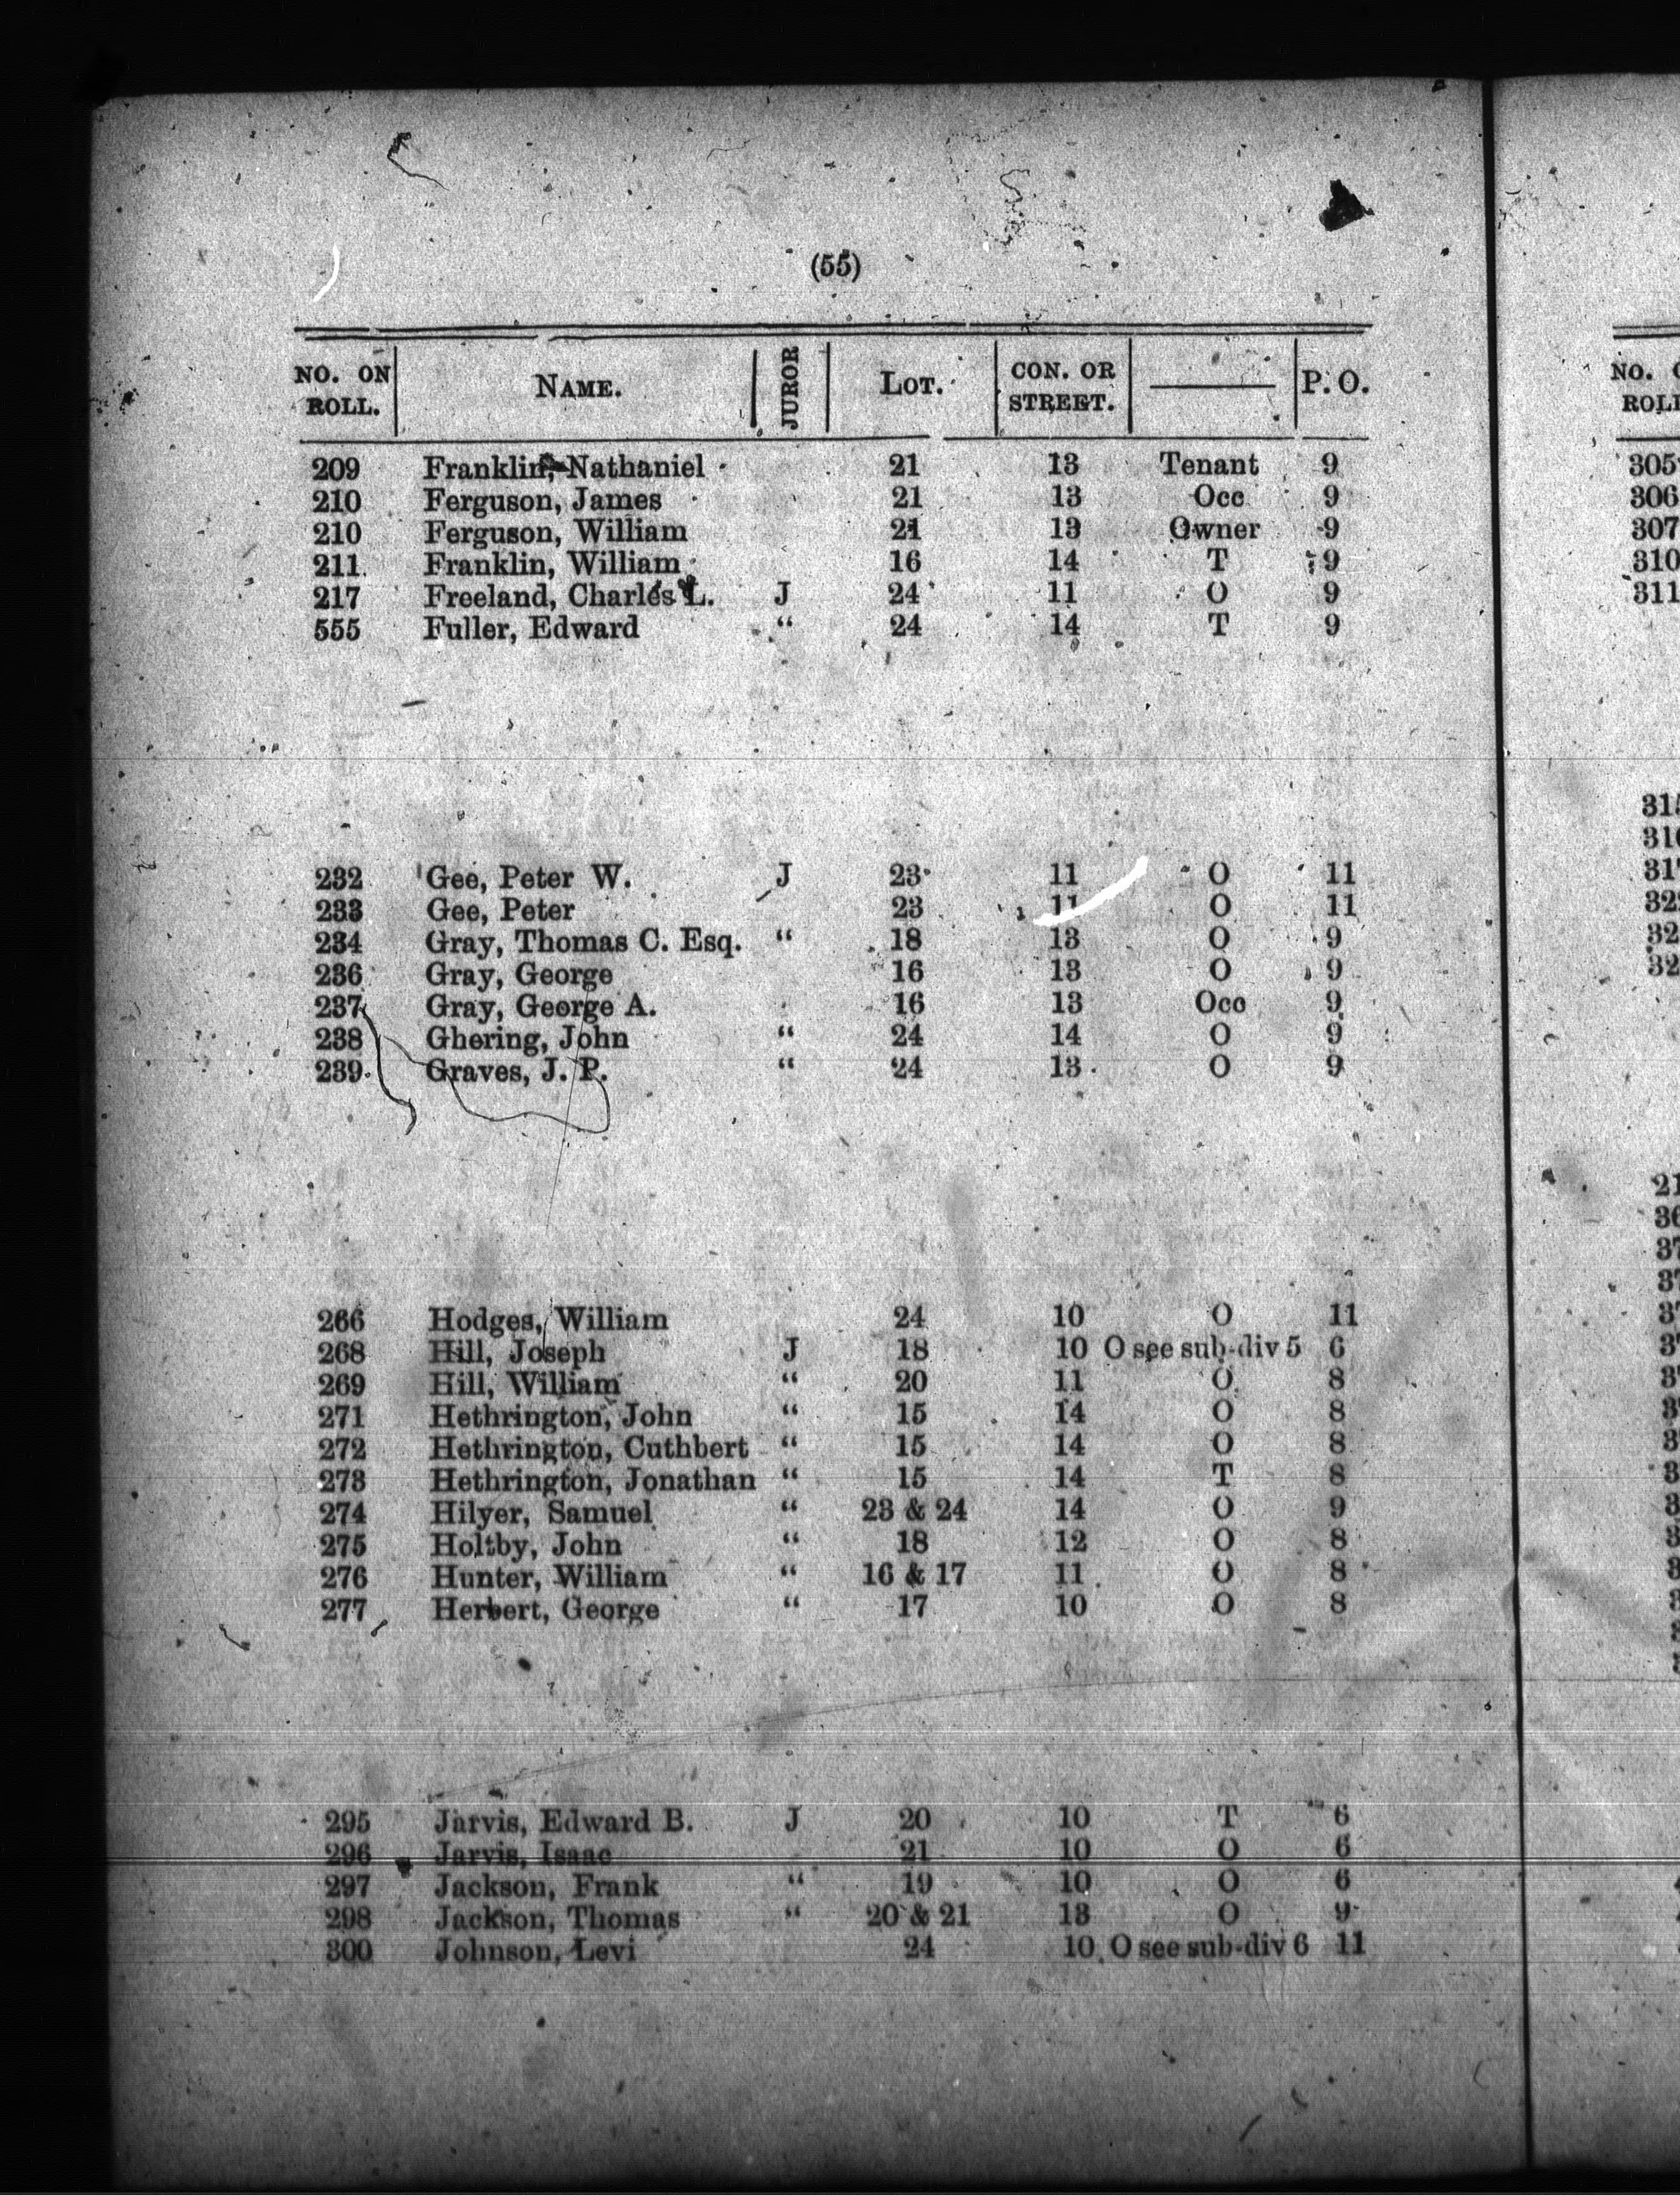 (55)
NO. ON ROLL. NAME. JUROR LOT. CON. OR STREET. ——— P. O.
209 Franklin, Nathaniel 21 13 Tenant 9
210 Ferguson, James 21 13 Occ 9
210 Ferguson, William 21 13 Owner 9
211 Franklin, William 16 14 T 9
217 Freeland, Charles L. J 24 11 O 9
555 Fuller, Edward “ 24 14 T 9
232 Gee, Peter W. J 23 11 O 11
233 Gee, Peter 23 11 O 11
234 Gray, Thomas C. Esq. “ 18 13 O 9
236 Gray, George 16 13 O 9
237 Gray, George A. 16 13 Occ 9
238 Ghering, John “ 24 14 O 9
239 Graves, J. P. “ 24 13 O 9
266 Hodges, William 24 10 O 11
268 Hill, Joseph J 18 10 O see sub-div 5 6
269 Hill, William “ 20 11 O 8
271 Hethrington, John “ 15 14 O 8
272 Hethrington, Cuthbert “ 15 14 O 8
273 Hethrington, Jonathan “ 15 14 T 8
274 Hilyer, Samuel “ 23 & 24 14 O 9
275 Holtby, John “ 18 12 O 8
276 Hunter, William “ 16 & 17 11 O 8
277 Herbert, George “ 17 10 O 8
295 Jarvis, Edward B. J 20 10 T 6
296 Jarvis, Isaac 21 10 O 6
297 Jackson, Frank “ 19 10 O 6
298 Jackson, Thomas “ 20 & 21 13 O 9
300 Johnson, Levi 24 10 O see sub-div 6 11
305
306
307
310
311